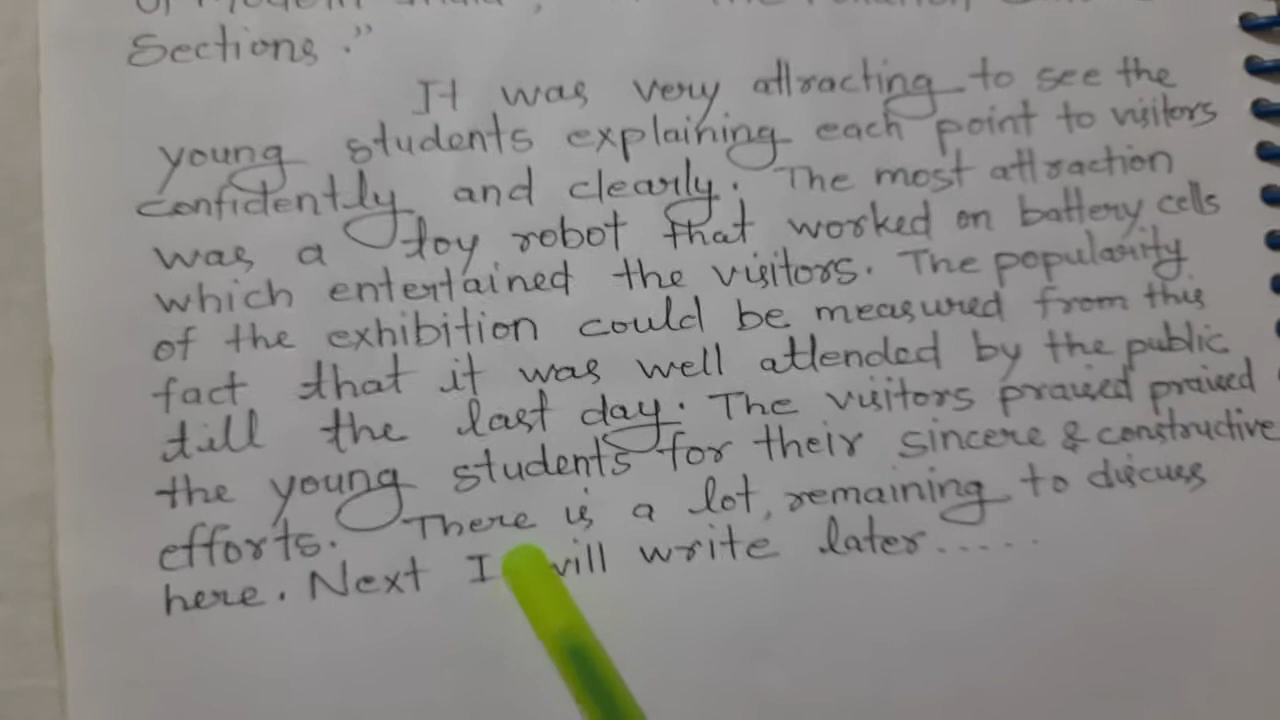 of Modern India",
Sections."
It was very attracting to see the
young students explaining each point to visitors
confidently and clearly. The most attraction
was a toy robot that worked on battery cells
which entertained the visitors. The popularity
of the exhibition could be measured from this
fact that it was well attended by the public
till the last day. The visitors praised praised
the young students for their sincere & constructive
efforts. There is a lot, remaining to discuss
here. Next I will write later.....